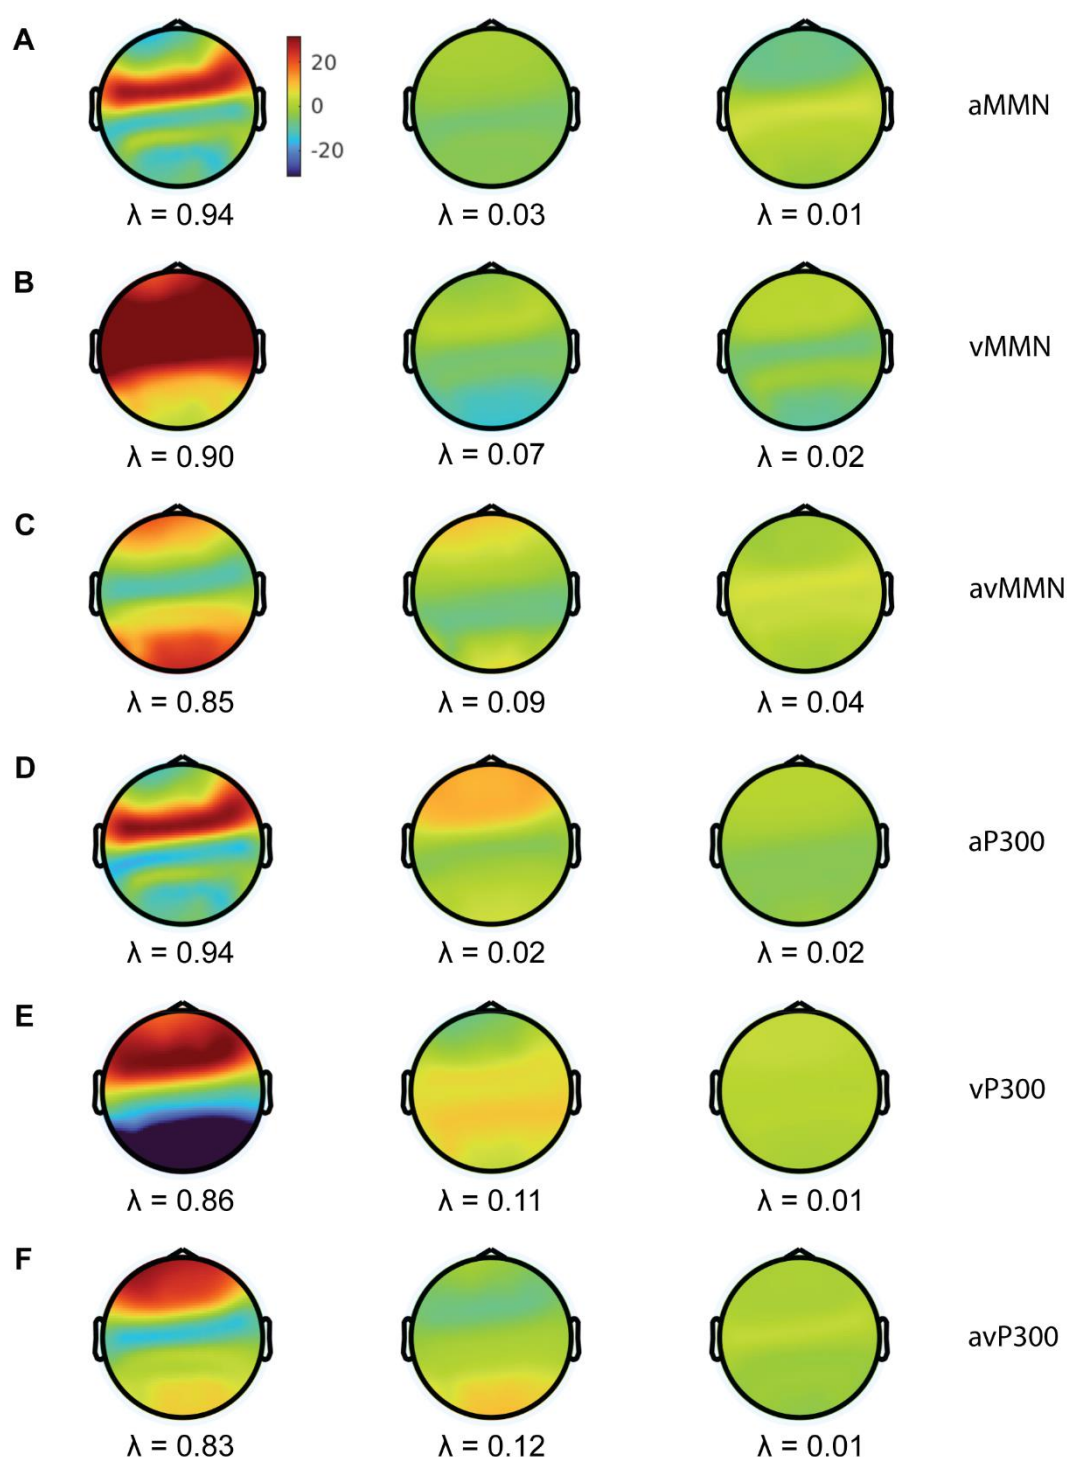 A
20
0
-20
aMMN
λ = 0.94
λ = 0.03
λ = 0.01
B
vMMN
λ = 0.90
λ = 0.07
λ = 0.02
C
avMMN
λ = 0.85
λ = 0.09
λ = 0.04
D
aP300
λ = 0.94
λ = 0.02
λ = 0.02
E
vP300
λ = 0.86
λ = 0.11
λ = 0.01
F
avP300
λ = 0.83
λ = 0.12
λ = 0.01